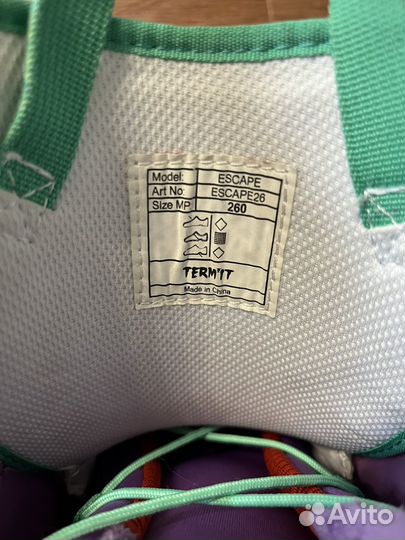 Model: ESCAPE
Art No: ESCAPE26
Size MP 260
TERM'IT
Made in China
Avito